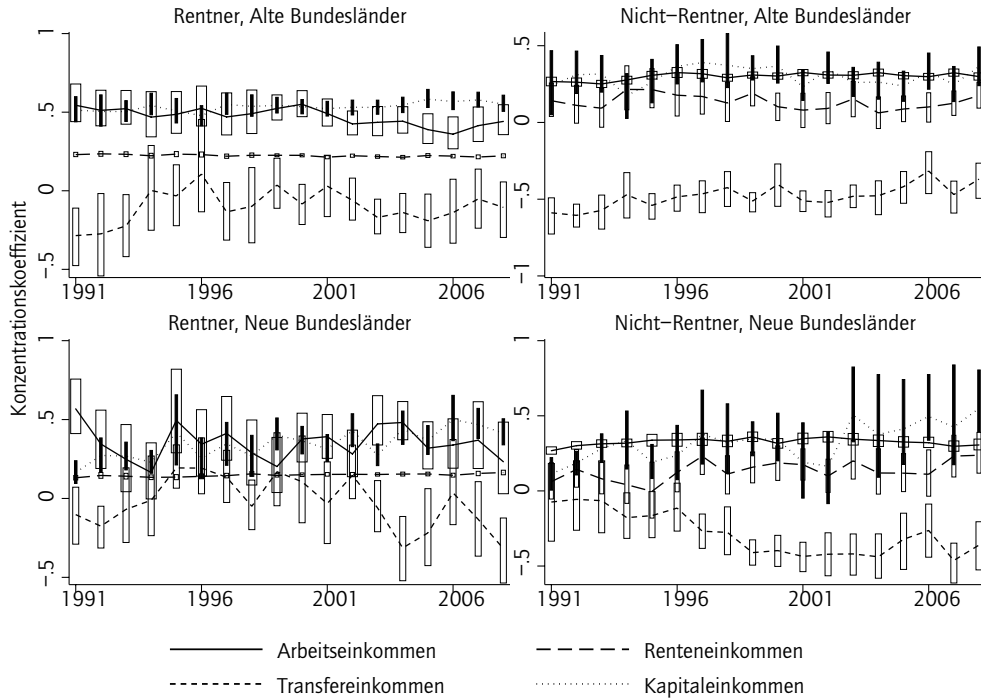 Rentner, Alte Bundesländer
Nicht–Rentner, Alte Bundesländer
1
.5
0
–.5
1991 1996 2001 2006
.5
0
–.5
–1
1991 1996 2001 2006
Konzentrationskoeffizient
Rentner, Neue Bundesländer
Nicht–Rentner, Neue Bundesländer
1
.5
0
–.5
1991 1996 2001 2006
1
.5
0
–.5
1991 1996 2001 2006
Arbeitseinkommen
Renteneinkommen
Transfereinkommen
Kapitaleinkommen